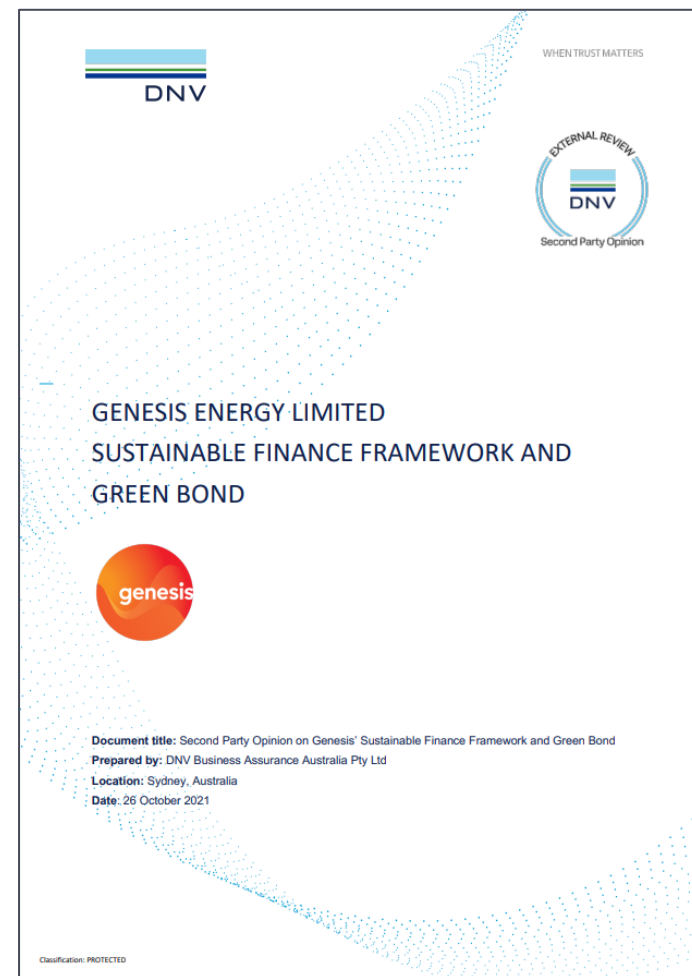 DNV
WHEN TRUST MATTERS
EXTERNAL REVIEW
DNV
Second Party Opinion
GENESIS ENERGY LIMITED
SUSTAINABLE FINANCE FRAMEWORK AND
GREEN BOND
genesis
Document title: Second Party Opinion on Genesis' Sustainable Finance Framework and Green Bond
Prepared by: DNV Business Assurance Australia Pty Ltd
Location: Sydney, Australia
Date: 26 October 2021
Classification: PROTECTED